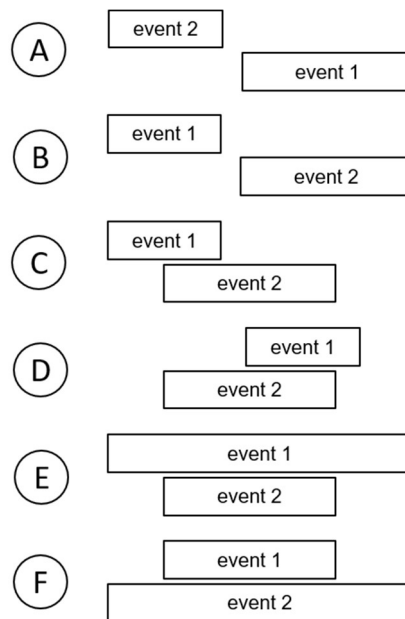 A
event 2
event 1
B
event 1
event 2
C
event 1
event 2
D
event 1
event 2
E
event 1
event 2
F
event 1
event 2